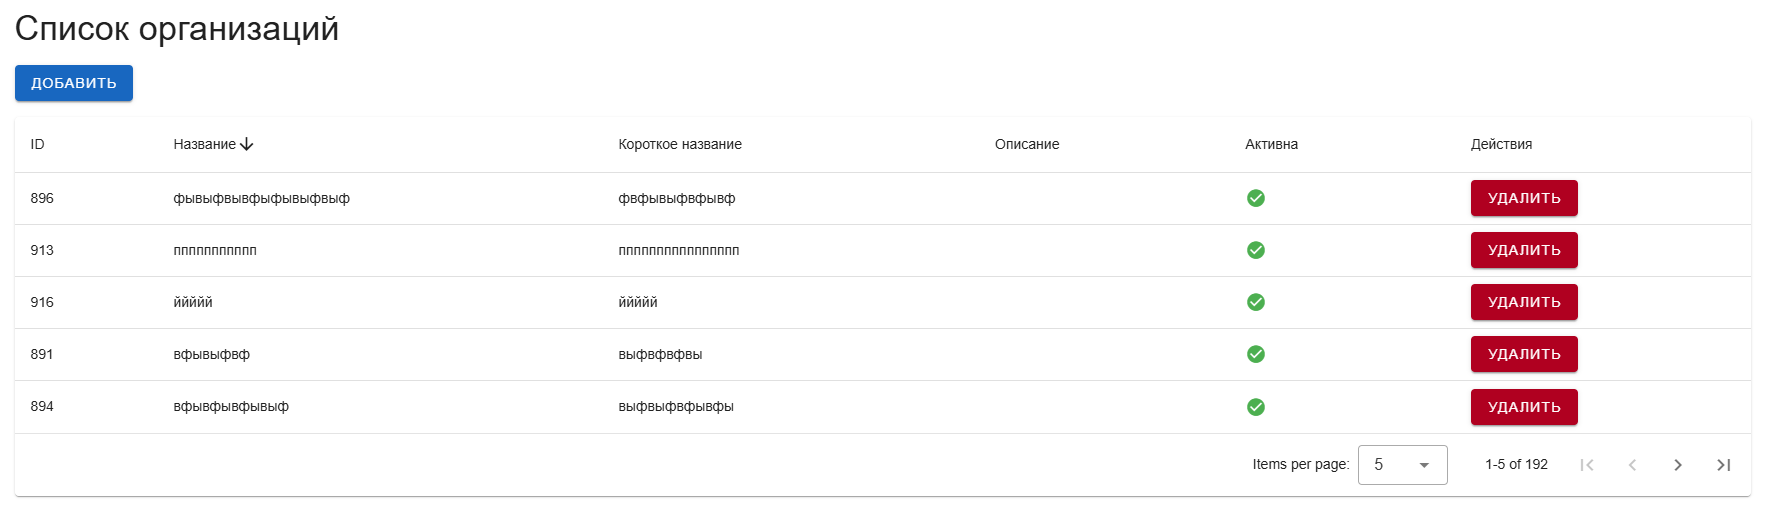 Список организаций
ДОБАВИТЬ
ID Название Короткое название Описание Активна Действия
896 фывыфвывфыфывыфвыф фвфывыфвфывф УДАЛИТЬ
913 ппппппппппп пппппппппппппппп УДАЛИТЬ
916 ййййй ййййй УДАЛИТЬ
891 вфывыфвф выфвфвфвы УДАЛИТЬ
894 вфывфывфывыф выфвыфвфывфы УДАЛИТЬ
Items per page: 5 1-5 of 192